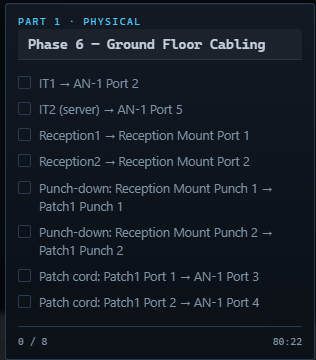 PART 1 · PHYSICAL
Phase 6 — Ground Floor Cabling
IT1 → AN-1 Port 2
IT2 (server) → AN-1 Port 5
Reception1 → Reception Mount Port 1
Reception2 → Reception Mount Port 2
Punch-down: Reception Mount Punch 1 →
Patch1 Punch 1
Punch-down: Reception Mount Punch 2 →
Patch1 Punch 2
Patch cord: Patch1 Port 1 → AN-1 Port 3
Patch cord: Patch1 Port 2 → AN-1 Port 4
0 / 8 80:22